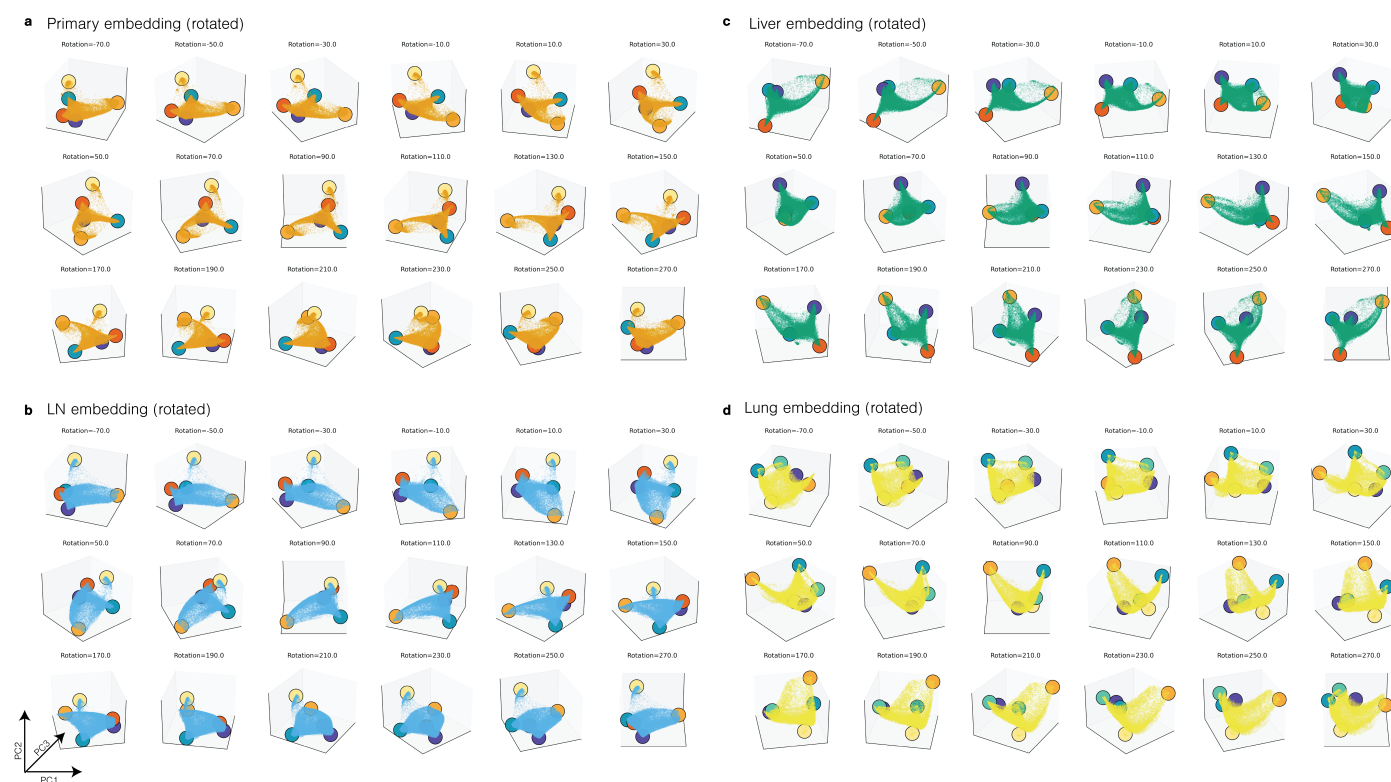 a Primary embedding (rotated)
Rotation=-70.0 Rotation=-50.0 Rotation=-30.0 Rotation=-10.0 Rotation=10.0 Rotation=30.0
Rotation=50.0 Rotation=70.0 Rotation=90.0 Rotation=110.0 Rotation=130.0 Rotation=150.0
Rotation=170.0 Rotation=190.0 Rotation=210.0 Rotation=230.0 Rotation=250.0 Rotation=270.0
b LN embedding (rotated)
Rotation=-70.0 Rotation=-50.0 Rotation=-30.0 Rotation=-10.0 Rotation=10.0 Rotation=30.0
Rotation=50.0 Rotation=70.0 Rotation=90.0 Rotation=110.0 Rotation=130.0 Rotation=150.0
Rotation=170.0 Rotation=190.0 Rotation=210.0 Rotation=230.0 Rotation=250.0 Rotation=270.0
PC2
PC3
PC1
c Liver embedding (rotated)
Rotation=-70.0 Rotation=-50.0 Rotation=-30.0 Rotation=-10.0 Rotation=10.0 Rotation=30.0
Rotation=50.0 Rotation=70.0 Rotation=90.0 Rotation=110.0 Rotation=130.0 Rotation=150.0
Rotation=170.0 Rotation=190.0 Rotation=210.0 Rotation=230.0 Rotation=250.0 Rotation=270.0
d Lung embedding (rotated)
Rotation=-70.0 Rotation=-50.0 Rotation=-30.0 Rotation=-10.0 Rotation=10.0 Rotation=30.0
Rotation=50.0 Rotation=70.0 Rotation=90.0 Rotation=110.0 Rotation=130.0 Rotation=150.0
Rotation=170.0 Rotation=190.0 Rotation=210.0 Rotation=230.0 Rotation=250.0 Rotation=270.0